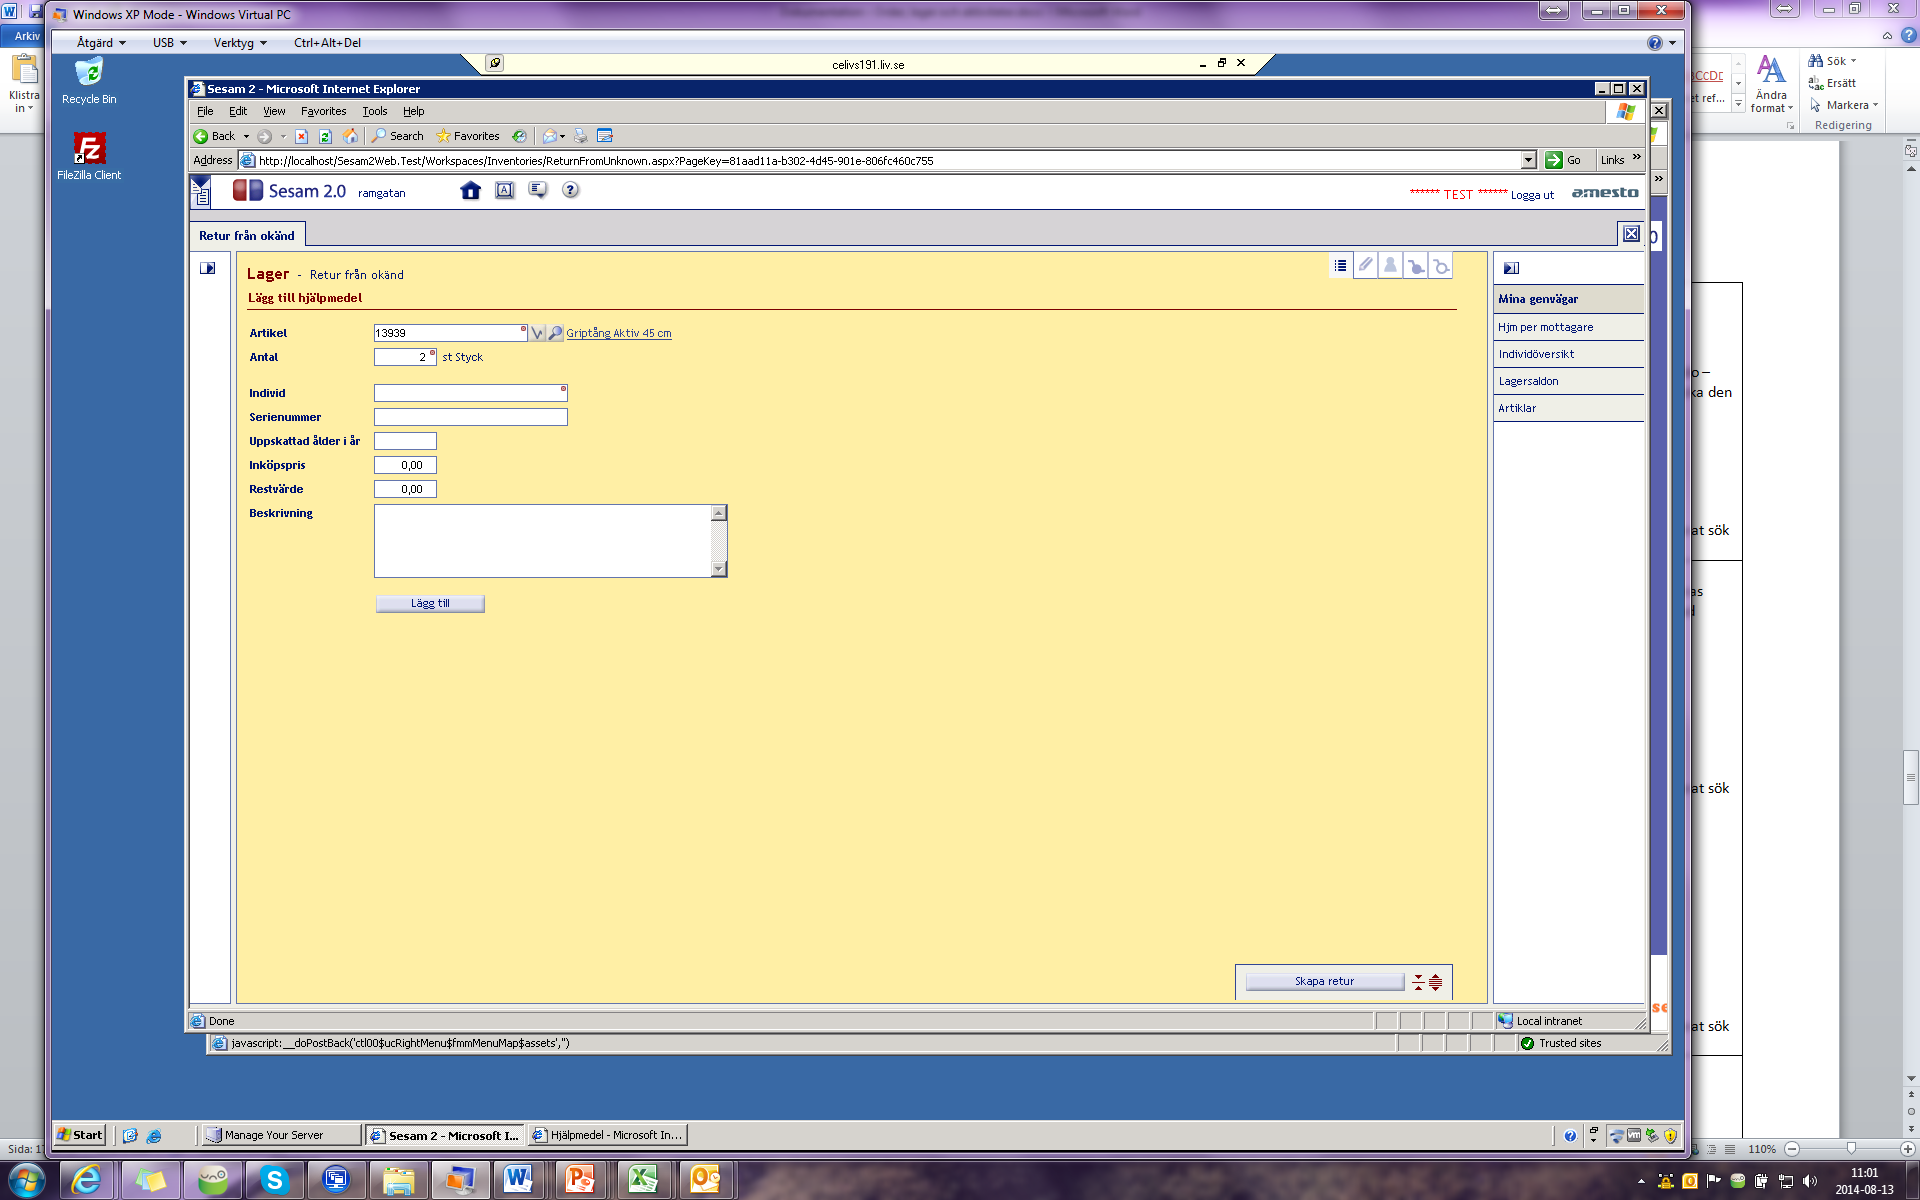 Windows XP Mode - Windows Virtual PC
Arkiv
Åtgärd USB Verktyg Ctrl+Alt+Del
Klistra
in
Recycle Bin
FileZilla Client
celivs191.liv.se
Sesam 2 - Microsoft Internet Explorer
File Edit View Favorites Tools Help
Back Search Favorites
Address http://localhost/Sesam2Web.Test/Workspaces/Inventories/ReturnFromUnknown.aspx?PageKey=81aad11a-b302-4d45-901e-806fc460c755 Go Links »
Sesam 2.0 ramgatan ****** TEST ****** Logga ut amesto
Retur från okänd
Lager - Retur från okänd
Lägg till hjälpmedel
Artikel 13939 Griptång Aktiv 45 cm
Antal 2 st Styck
Individ
Serienummer
Uppskattad ålder i år
Inköpspris 0,00
Restvärde 0,00
Beskrivning
Lägg till
Skapa retur
Mina genvägar
Hjm per mottagare
Individöversikt
Lagersaldon
Artiklar
Done Local intranet
javascript:__doPostBack('ctl00$ucRightMenu$fmmMenuMap$assets','') Trusted sites
Sök
Ersätt
Markera
Redigering
Ändra
format
et ref...
o –
ka den
at sök
as
at sök
at sök
Start Manage Your Server Sesam 2 - Microsoft I... Hjälpmedel - Microsoft In...
Sida: 1
110%
11:01
2014-08-13